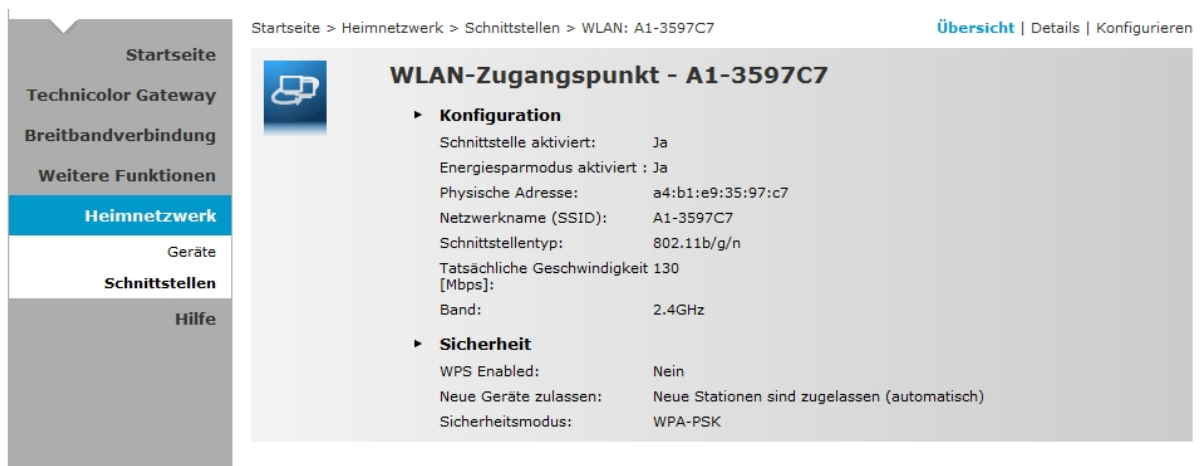 Startseite > Heimnetzwerk > Schnittstellen > WLAN: A1-3597C7
Übersicht | Details | Konfigurieren
Startseite
Technicolor Gateway
Breitbandverbindung
Weitere Funktionen
Heimnetzwerk
Geräte
Schnittstellen
Hilfe
WLAN-Zugangspunkt - A1-3597C7
Konfiguration
Schnittstelle aktiviert: Ja
Energiesparmodus aktiviert : Ja
Physische Adresse: a4:b1:e9:35:97:c7
Netzwerkname (SSID): A1-3597C7
Schnittstellentyp: 802.11b/g/n
Tatsächliche Geschwindigkeit 130
[Mbps]:
Band: 2.4GHz
Sicherheit
WPS Enabled: Nein
Neue Geräte zulassen: Neue Stationen sind zugelassen (automatisch)
Sicherheitsmodus: WPA-PSK